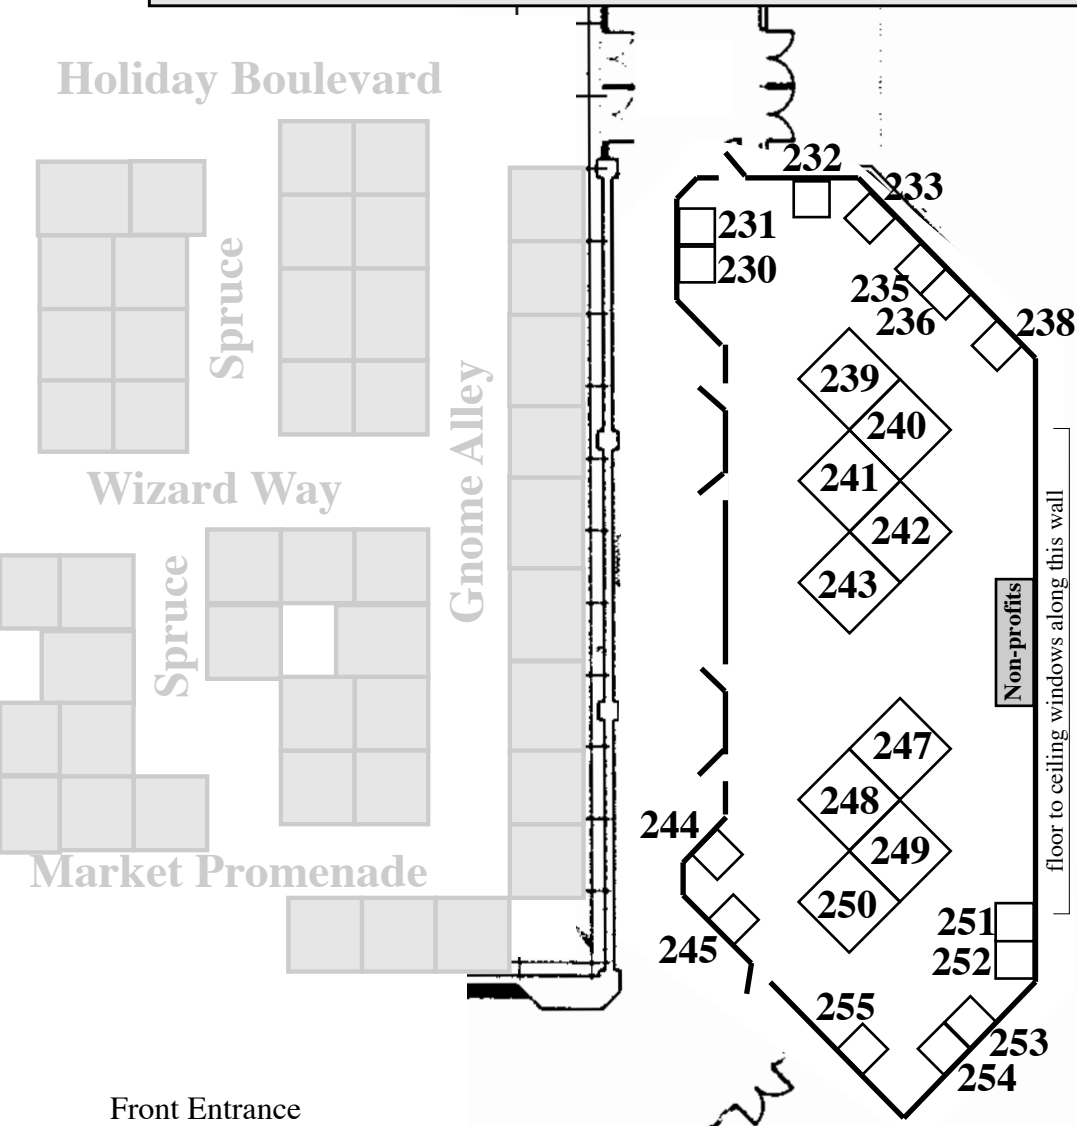 Holiday Boulevard
232
233
231
230
235
236
238
Spruce
239
240
241
242
243
Gnome Alley
Wizard Way
floor to ceiling windows along this wall
Non-profits
Spruce
247
248
249
250
244
245
Market Promenade
251
252
255
253
254
Front Entrance